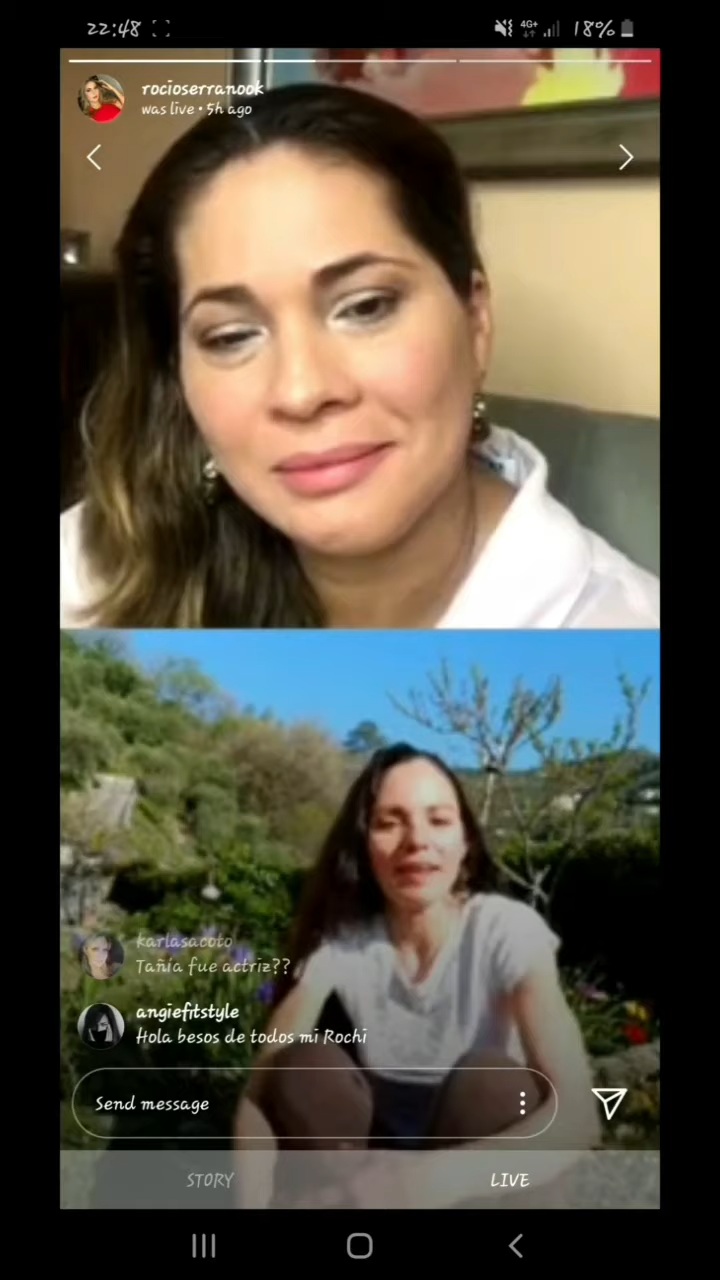 22:48
4G+
18%
rocioserranook
was live • 5h ago
karlasacoto
Tañia fue actriz??
angiefitstyle
Hola besos de todos mi Rochi
Send message
STORY
LIVE